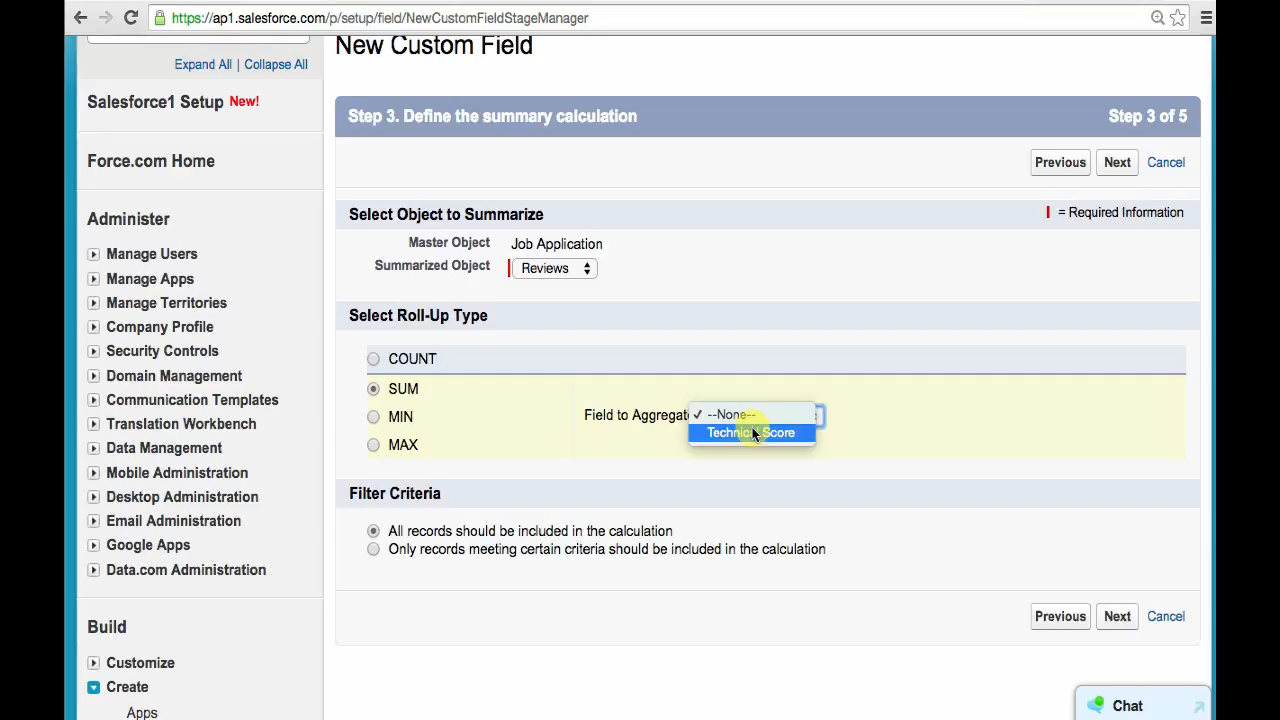 https://ap1.salesforce.com/p/setup/field/NewCustomFieldStageManager
Expand All | Collapse All
Salesforce1 Setup New!
Force.com Home
Administer
Manage Users
Manage Apps
Manage Territories
Company Profile
Security Controls
Domain Management
Communication Templates
Translation Workbench
Data Management
Mobile Administration
Desktop Administration
Email Administration
Google Apps
Data.com Administration
Build
Customize
Create
Apps
New Custom Field
Step 3. Define the summary calculation Step 3 of 5
Previous Next Cancel
Select Object to Summarize = Required Information
Master Object Job Application
Summarized Object Reviews
Select Roll-Up Type
COUNT
SUM
MIN
MAX
Field to Aggregate --None--
Technical Score
Filter Criteria
All records should be included in the calculation
Only records meeting certain criteria should be included in the calculation
Previous Next Cancel
Chat